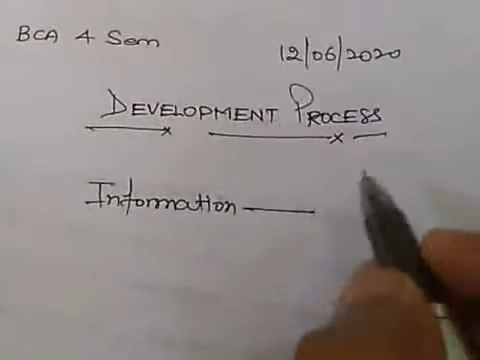 BCA 4 Sem
12/06/2020
DEVELOPMENT PROCESS
Information